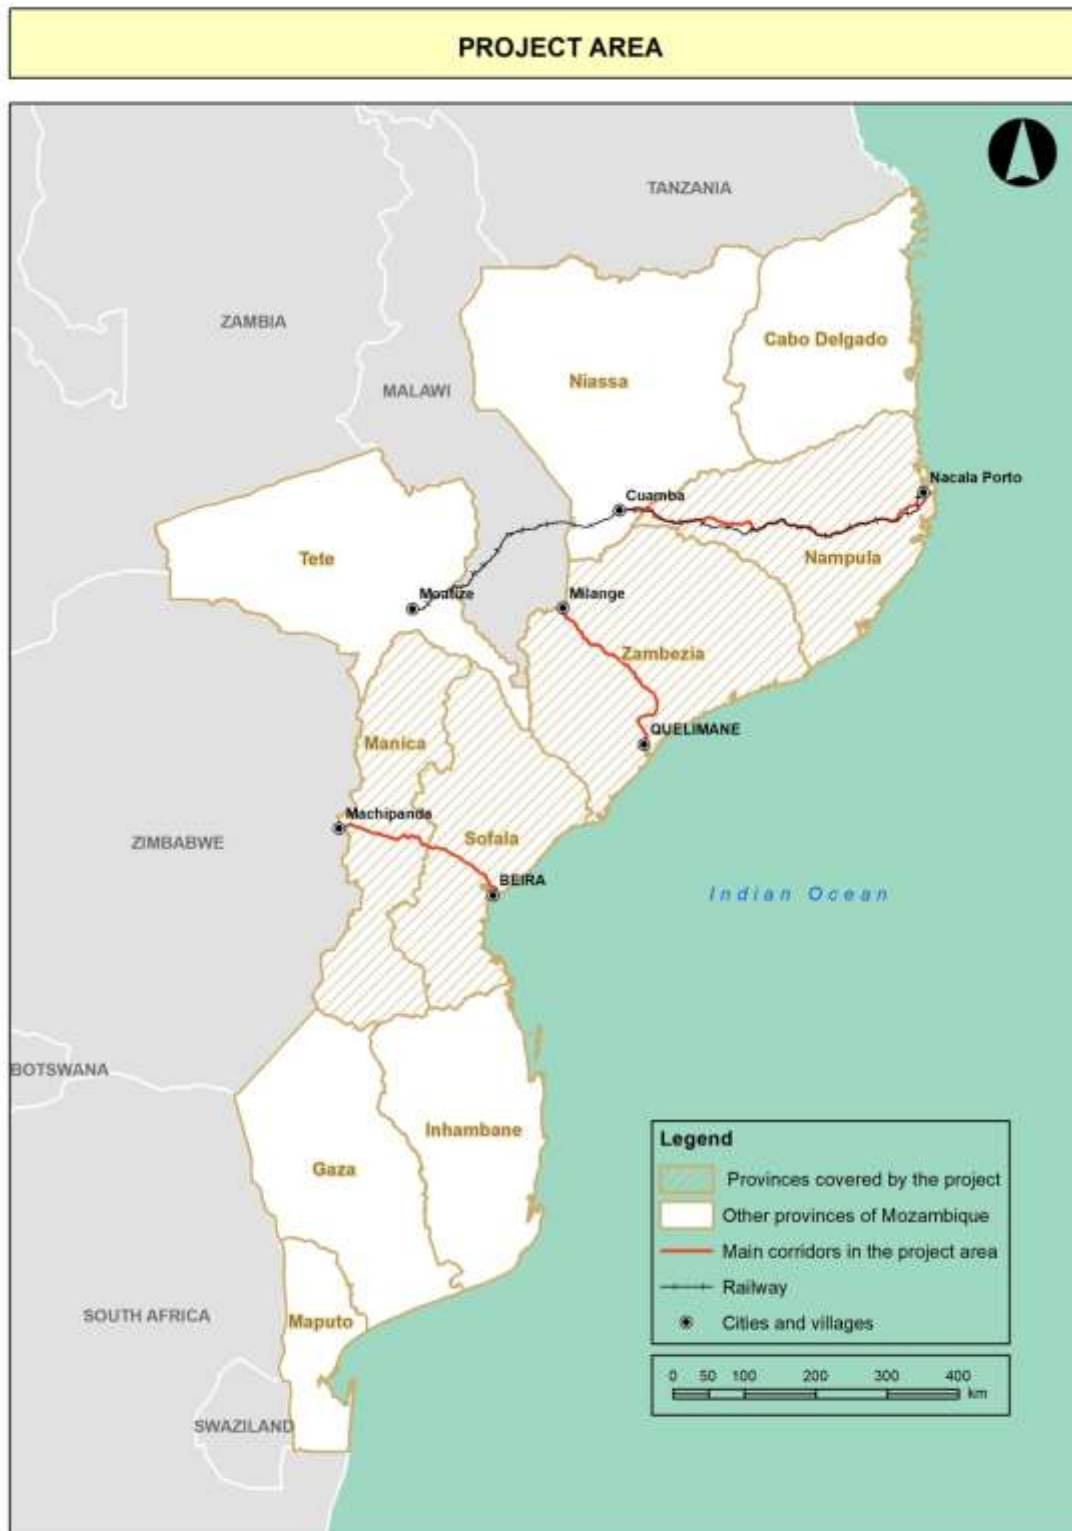 PROJECT AREA
TANZANIA
ZAMBIA
Cabo Delgado
Niassa
MALAWI
Nacala Porto
Cuamba
Tete
Nampula
Moatize
Milange
Zambezia
QUELIMANE
Manica
Machipanda
ZIMBABWE
Sofala
BEIRA
Indian Ocean
BOTSWANA
Inhambane
Gaza
Legend
Provinces covered by the project
Other provinces of Mozambique
Main corridors in the project area
Railway
Cities and villages
SOUTH AFRICA
Maputo
0 50 100 200 300 400
km
SWAZILAND